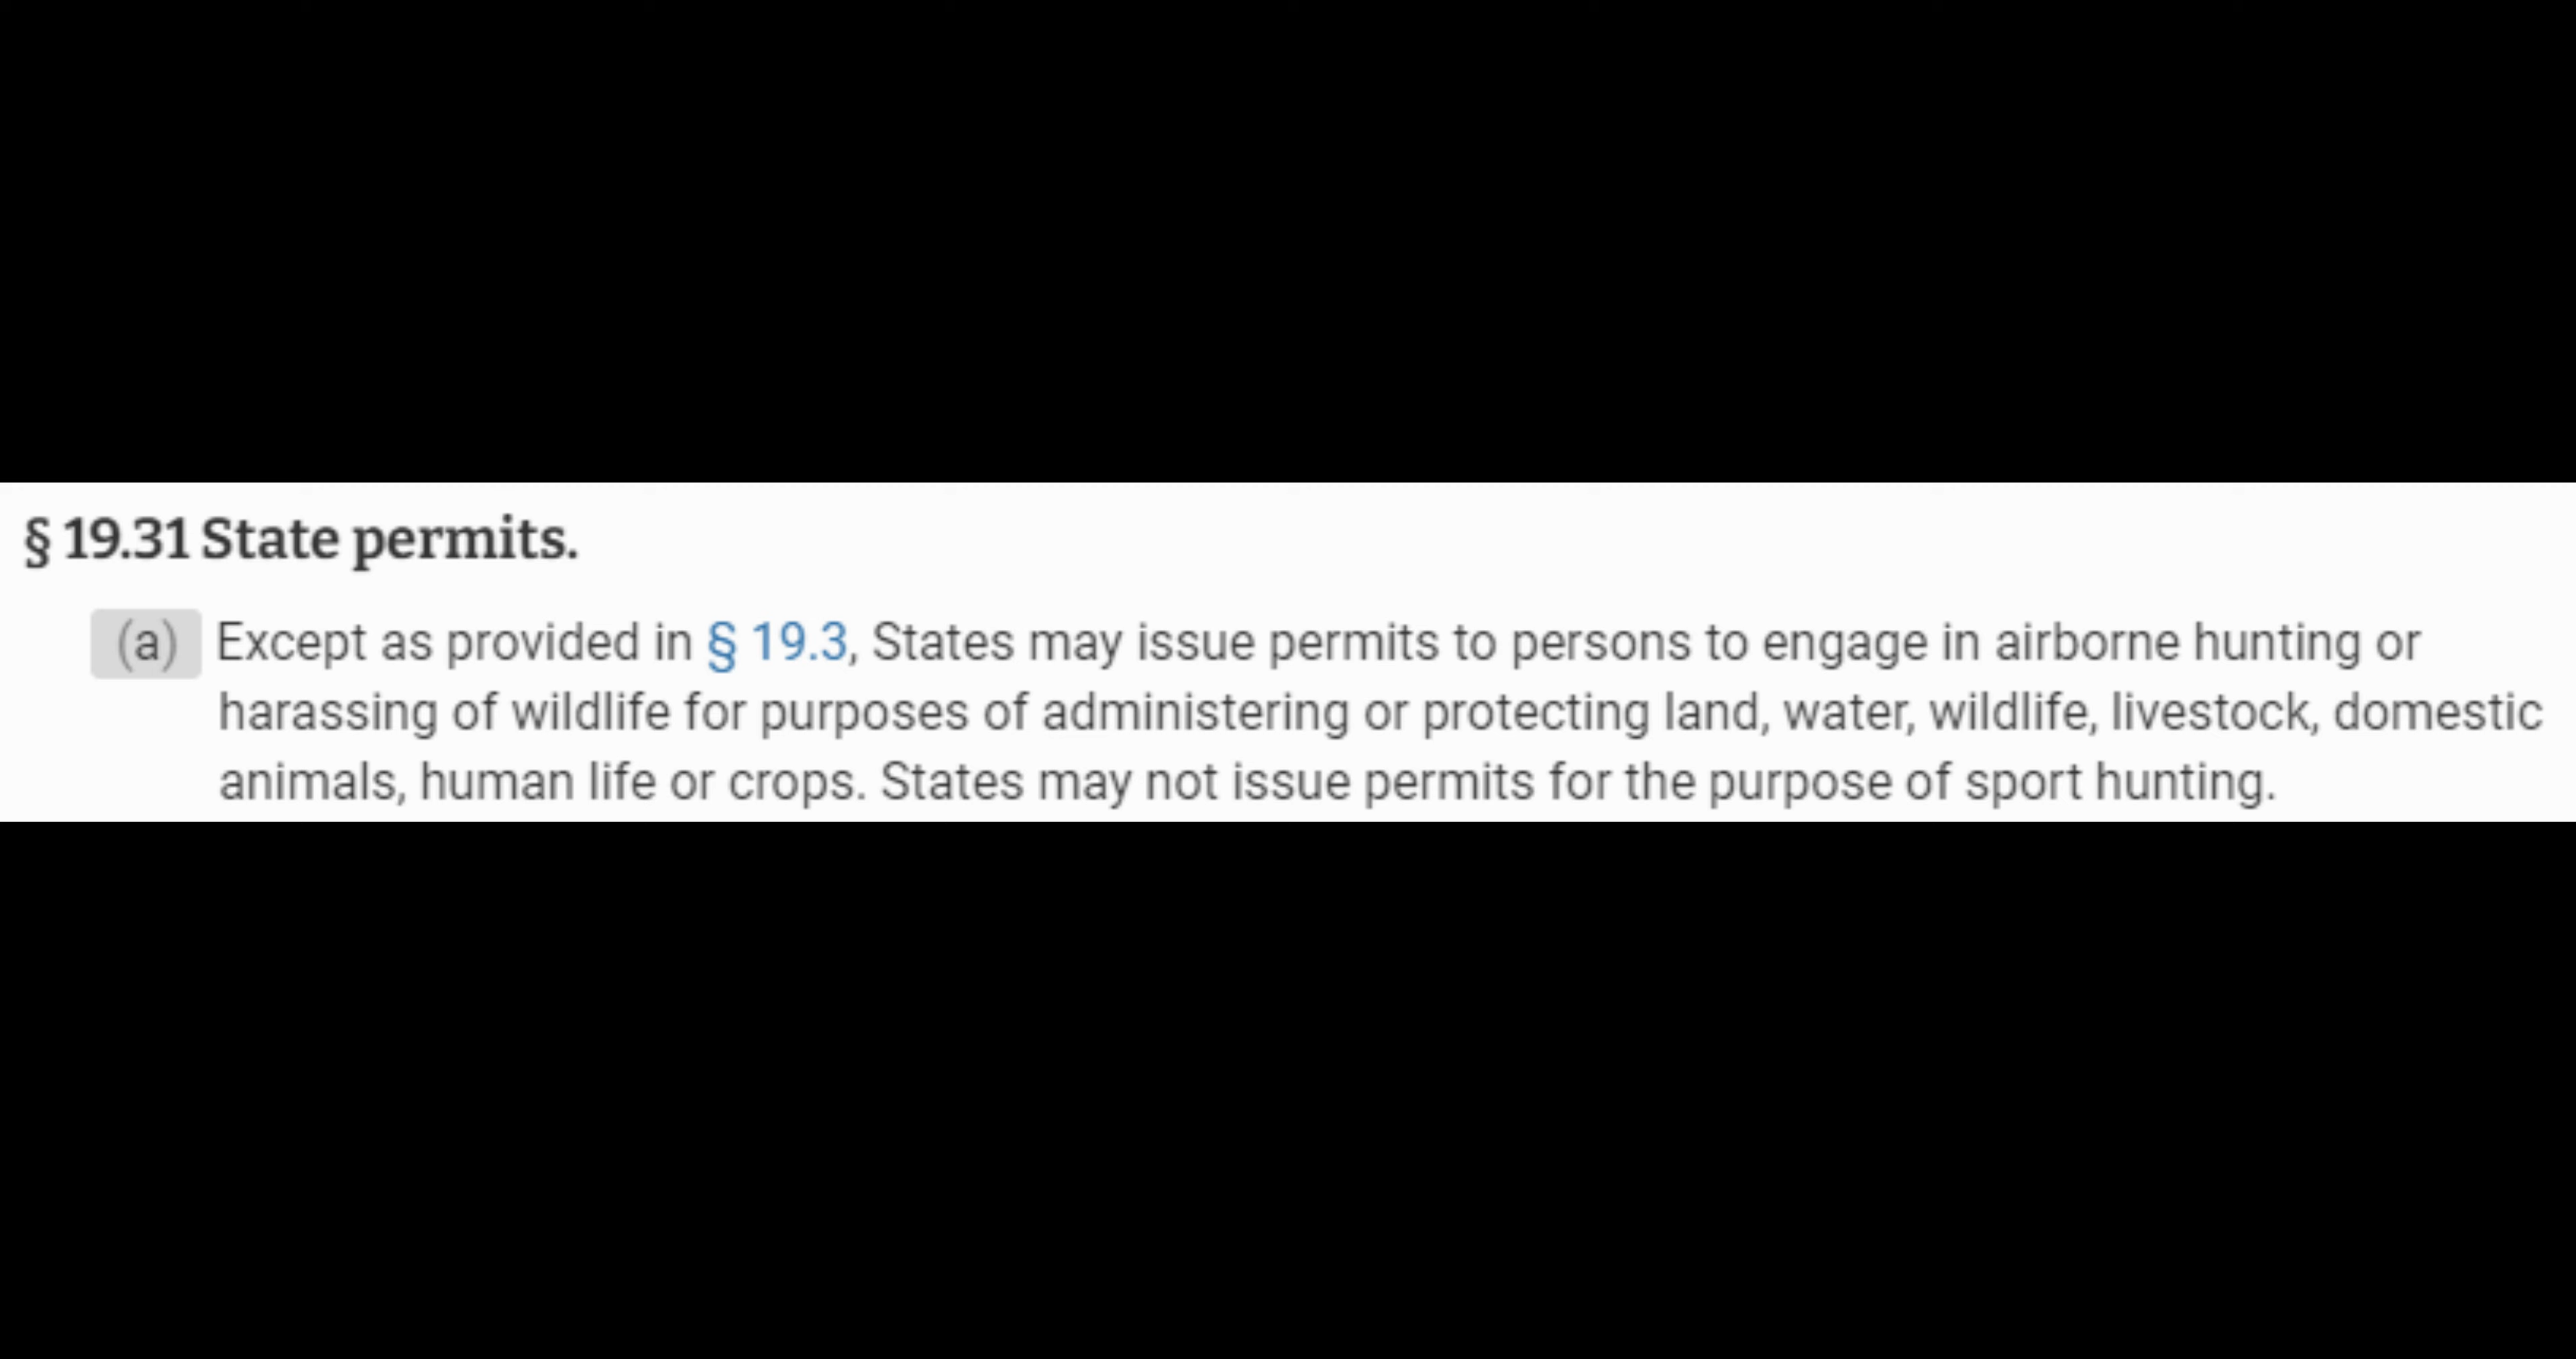 § 19.31 State permits.
(a) Except as provided in § 19.3, States may issue permits to persons to engage in airborne hunting or
harassing of wildlife for purposes of administering or protecting land, water, wildlife, livestock, domestic
animals, human life or crops. States may not issue permits for the purpose of sport hunting.